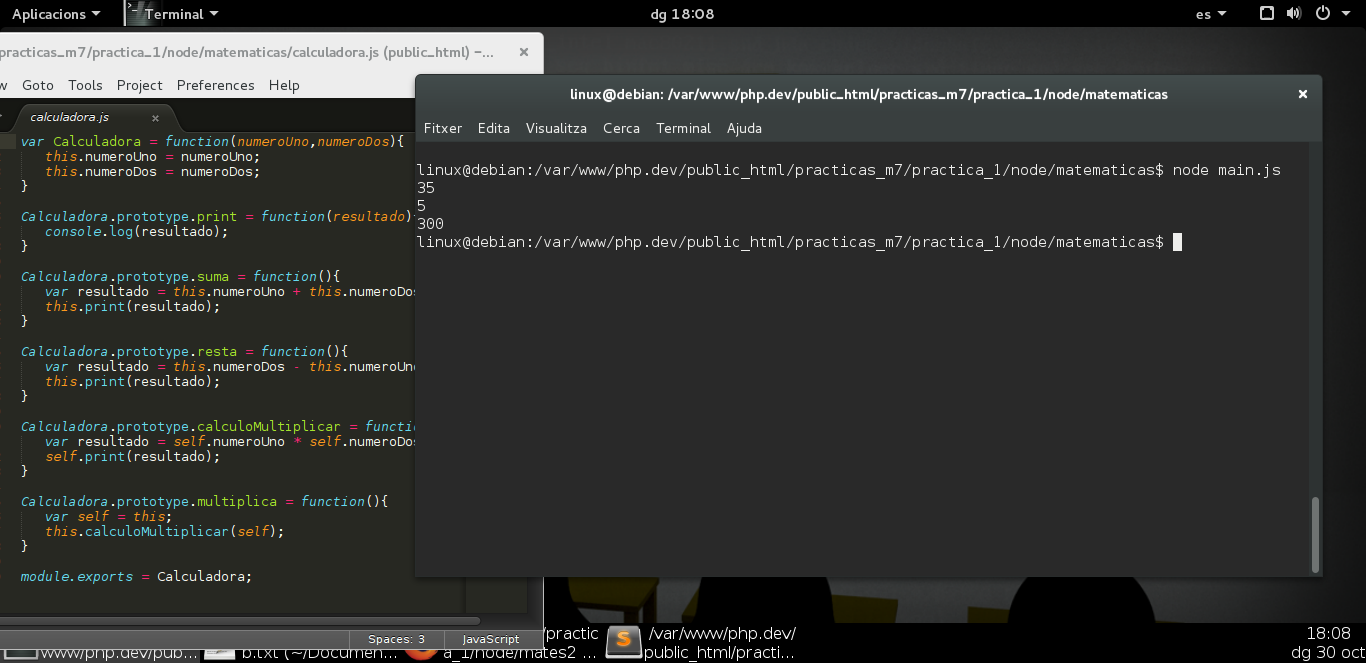 Aplicacions Terminal dg 18:08 es
practicas_m7/practica_1/node/matematicas/calculadora.js (public_html) –...
w Goto Tools Project Preferences Help
calculadora.js
var Calculadora = function(numeroUno,numeroDos){
this.numeroUno = numeroUno;
this.numeroDos = numeroDos;
}
Calculadora.prototype.print = function(resultado)
console.log(resultado);
}
Calculadora.prototype.suma = function(){
var resultado = this.numeroUno + this.numeroDos
this.print(resultado);
}
Calculadora.prototype.resta = function(){
var resultado = this.numeroDos - this.numeroUno
this.print(resultado);
}
Calculadora.prototype.calculoMultiplicar = functi
var resultado = self.numeroUno * self.numeroDos
self.print(resultado);
}
Calculadora.prototype.multiplica = function(){
var self = this;
this.calculoMultiplicar(self);
}
module.exports = Calculadora;
Spaces: 3 JavaScript
linux@debian: /var/www/php.dev/public_html/practicas_m7/practica_1/node/matematicas
Fitxer Edita Visualitza Cerca Terminal Ajuda
linux@debian:/var/www/php.dev/public_html/practicas_m7/practica_1/node/matematicas$ node main.js
35
5
300
linux@debian:/var/www/php.dev/public_html/practicas_m7/practica_1/node/matematicas$
www/php.dev/pub...
b.txt (~/Documen...
/practic
a_1/node/mates2 ...
/var/www/php.dev/
public_html/practi...
18:08
dg 30 oct